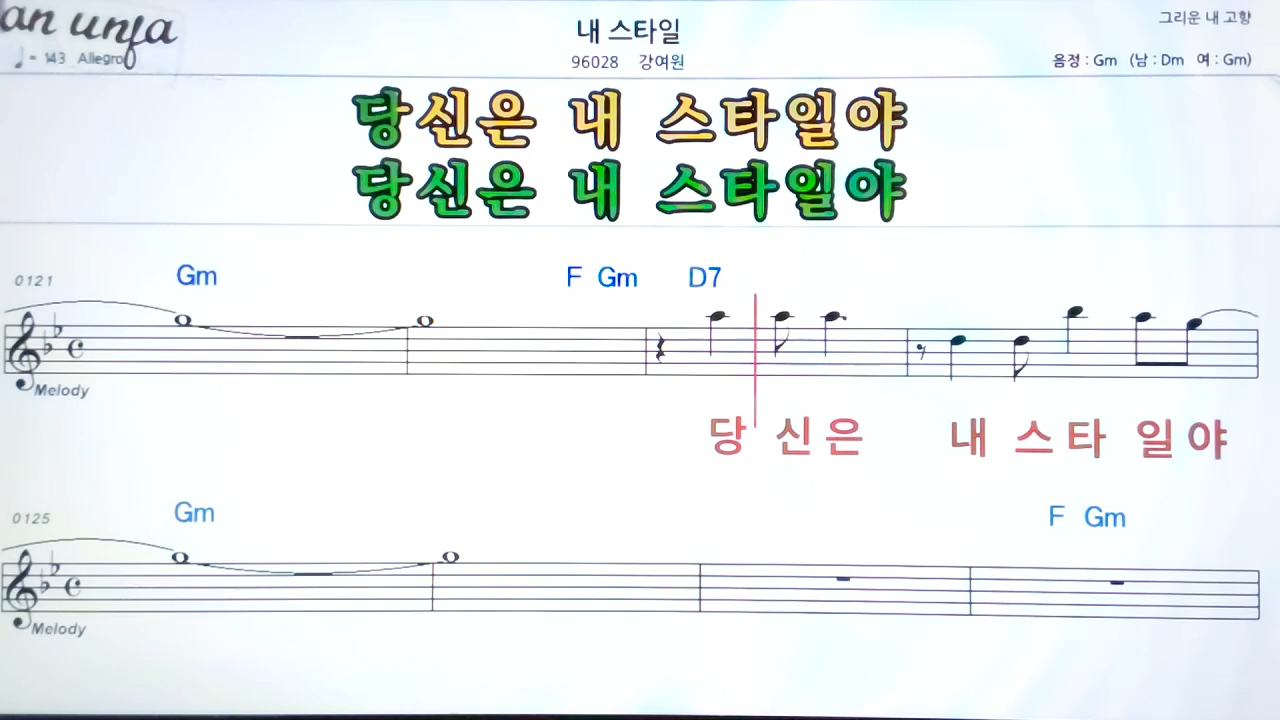 an unja
내 스타일
그리운 내 고향
♩= 143 Allegro
96028 강여원
음정 : Gm (남 : Dm 여 : Gm)
당신은 내 스타일야
당신은 내 스타일야
0121 Gm F Gm D7
Melody
당 신은 내 스타 일야
0125 Gm F Gm
Melody